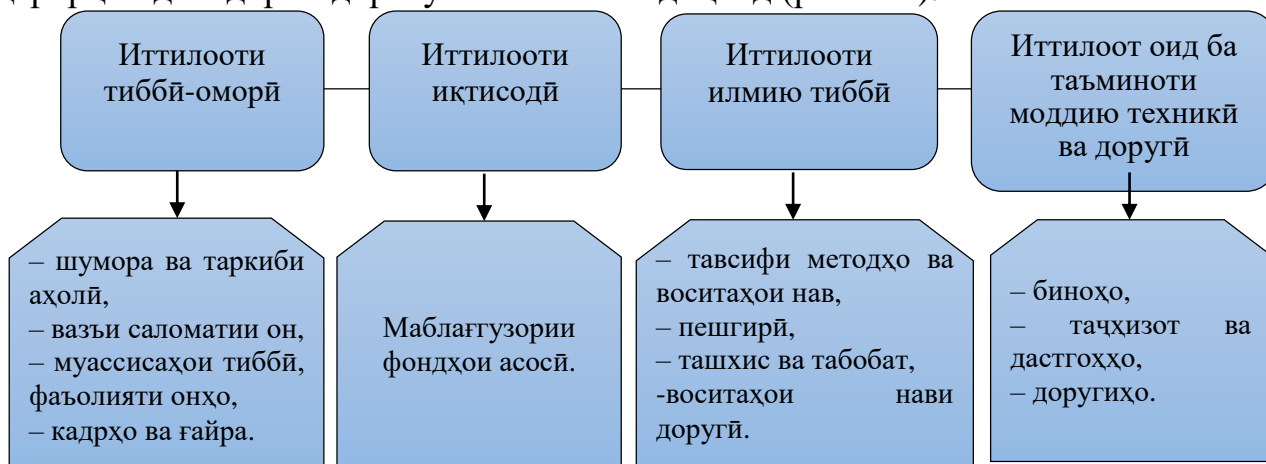 Иттилооти
тиббӣ-оморӣ
Иттилооти
иқтисодӣ
Иттилооти
илмию тиббӣ
Иттилоот оид ба
таъминоти
моддию техникӣ
ва доругӣ
– шумора ва таркиби
аҳолӣ,
– вазъи саломатии он,
– муассисаҳои тиббӣ,
фаъолияти онҳо,
– кадрҳо ва ғайра.
Маблағгузории
фондҳои асосӣ.
– тавсифи методҳо ва
воситаҳои нав,
– пешгирӣ,
– ташхис ва табобат,
-воситаҳои нави
доругӣ.
– биноҳо,
– таҷҳизот ва
дастгоҳҳо,
– доругиҳо.